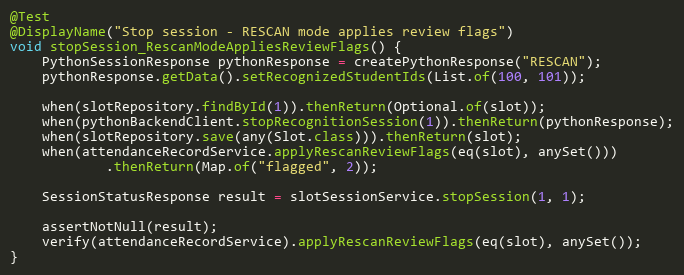 @Test
@DisplayName("Stop session - RESCAN mode applies review flags")
void stopSession_RescanModeAppliesReviewFlags() {
    PythonSessionResponse pythonResponse = createPythonResponse("RESCAN");
    pythonResponse.getData().setRecognizedStudentIds(List.of(100, 101));

    when(slotRepository.findById(1)).thenReturn(Optional.of(slot));
    when(pythonBackendClient.stopRecognitionSession(1)).thenReturn(pythonResponse);
    when(slotRepository.save(any(Slot.class))).thenReturn(slot);
    when(attendanceRecordService.applyRescanReviewFlags(eq(slot), anySet()))
            .thenReturn(Map.of("flagged", 2));

    SessionStatusResponse result = slotSessionService.stopSession(1, 1);

    assertNotNull(result);
    verify(attendanceRecordService).applyRescanReviewFlags(eq(slot), anySet());
}